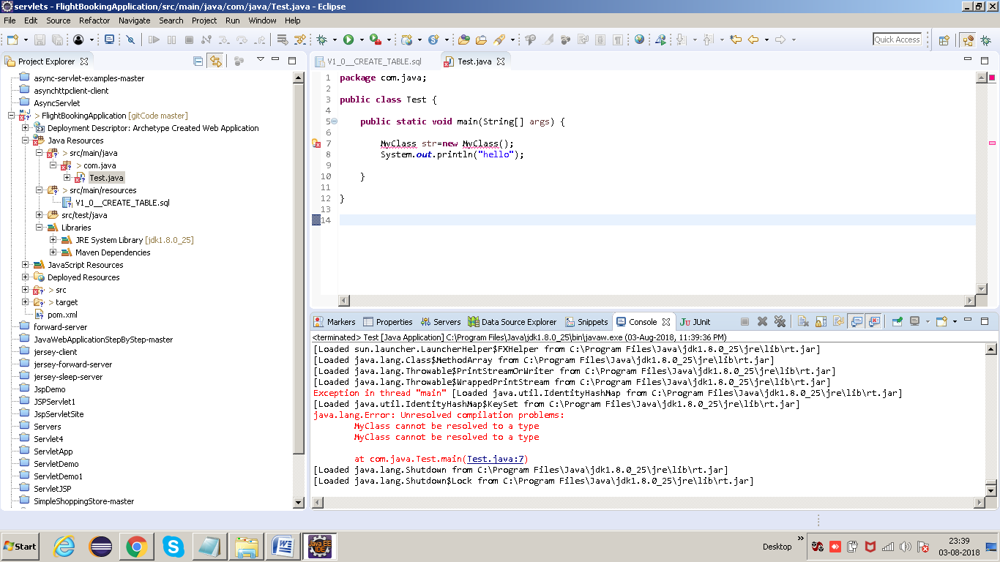 servlets - FlightBookingApplication/src/main/java/com/java/Test.java - Eclipse
File Edit Source Refactor Navigate Search Project Run Window Help
Quick Access
Project Explorer
async-servlet-examples-master
asynchttpclient-client
AsyncServlet
> FlightBookingApplication [gitCode master]
Deployment Descriptor: Archetype Created Web Application
Java Resources
> src/main/java
> com.java
Test.java
> src/main/resources
V1_0__CREATE_TABLE.sql
src/test/java
Libraries
JRE System Library [jdk1.8.0_25]
Maven Dependencies
JavaScript Resources
Deployed Resources
> src
> target
pom.xml
forward-server
JavaWebApplicationStepByStep-master
jersey-client
jersey-forward-server
jersey-sleep-server
JspDemo
JSPServlet1
JspServletSite
Servers
Servlet4
ServletApp
ServletDemo
ServletDemo1
ServletJSP
SimpleShoppingStore-master
V1_0__CREATE_TABLE.sql Test.java
1 package com.java;
2
3 public class Test {
4
5 public static void main(String[] args) {
6
7 MyClass str=new MyClass();
8 System.out.println("hello");
9
10 }
11
12 }
13
14
Markers Properties Servers Data Source Explorer Snippets Console JUnit
<terminated> Test [Java Application] C:\Program Files\Java\jdk1.8.0_25\bin\javaw.exe (03-Aug-2018, 11:39:36 PM)
[Loaded sun.launcher.LauncherHelper$FXHelper from C:\Program Files\Java\jdk1.8.0_25\jre\lib\rt.jar]
[Loaded java.lang.Class$MethodArray from C:\Program Files\Java\jdk1.8.0_25\jre\lib\rt.jar]
[Loaded java.lang.Throwable$PrintStreamOrWriter from C:\Program Files\Java\jdk1.8.0_25\jre\lib\rt.jar]
[Loaded java.lang.Throwable$WrappedPrintStream from C:\Program Files\Java\jdk1.8.0_25\jre\lib\rt.jar]
Exception in thread "main" [Loaded java.util.IdentityHashMap from C:\Program Files\Java\jdk1.8.0_25\jre\lib\rt.jar]
[Loaded java.util.IdentityHashMap$KeySet from C:\Program Files\Java\jdk1.8.0_25\jre\lib\rt.jar]
java.lang.Error: Unresolved compilation problems:
MyClass cannot be resolved to a type
MyClass cannot be resolved to a type
at com.java.Test.main(Test.java:7)
[Loaded java.lang.Shutdown from C:\Program Files\Java\jdk1.8.0_25\jre\lib\rt.jar]
[Loaded java.lang.Shutdown$Lock from C:\Program Files\Java\jdk1.8.0_25\jre\lib\rt.jar]
Start
Java EE IDE
Desktop
23:39
03-08-2018